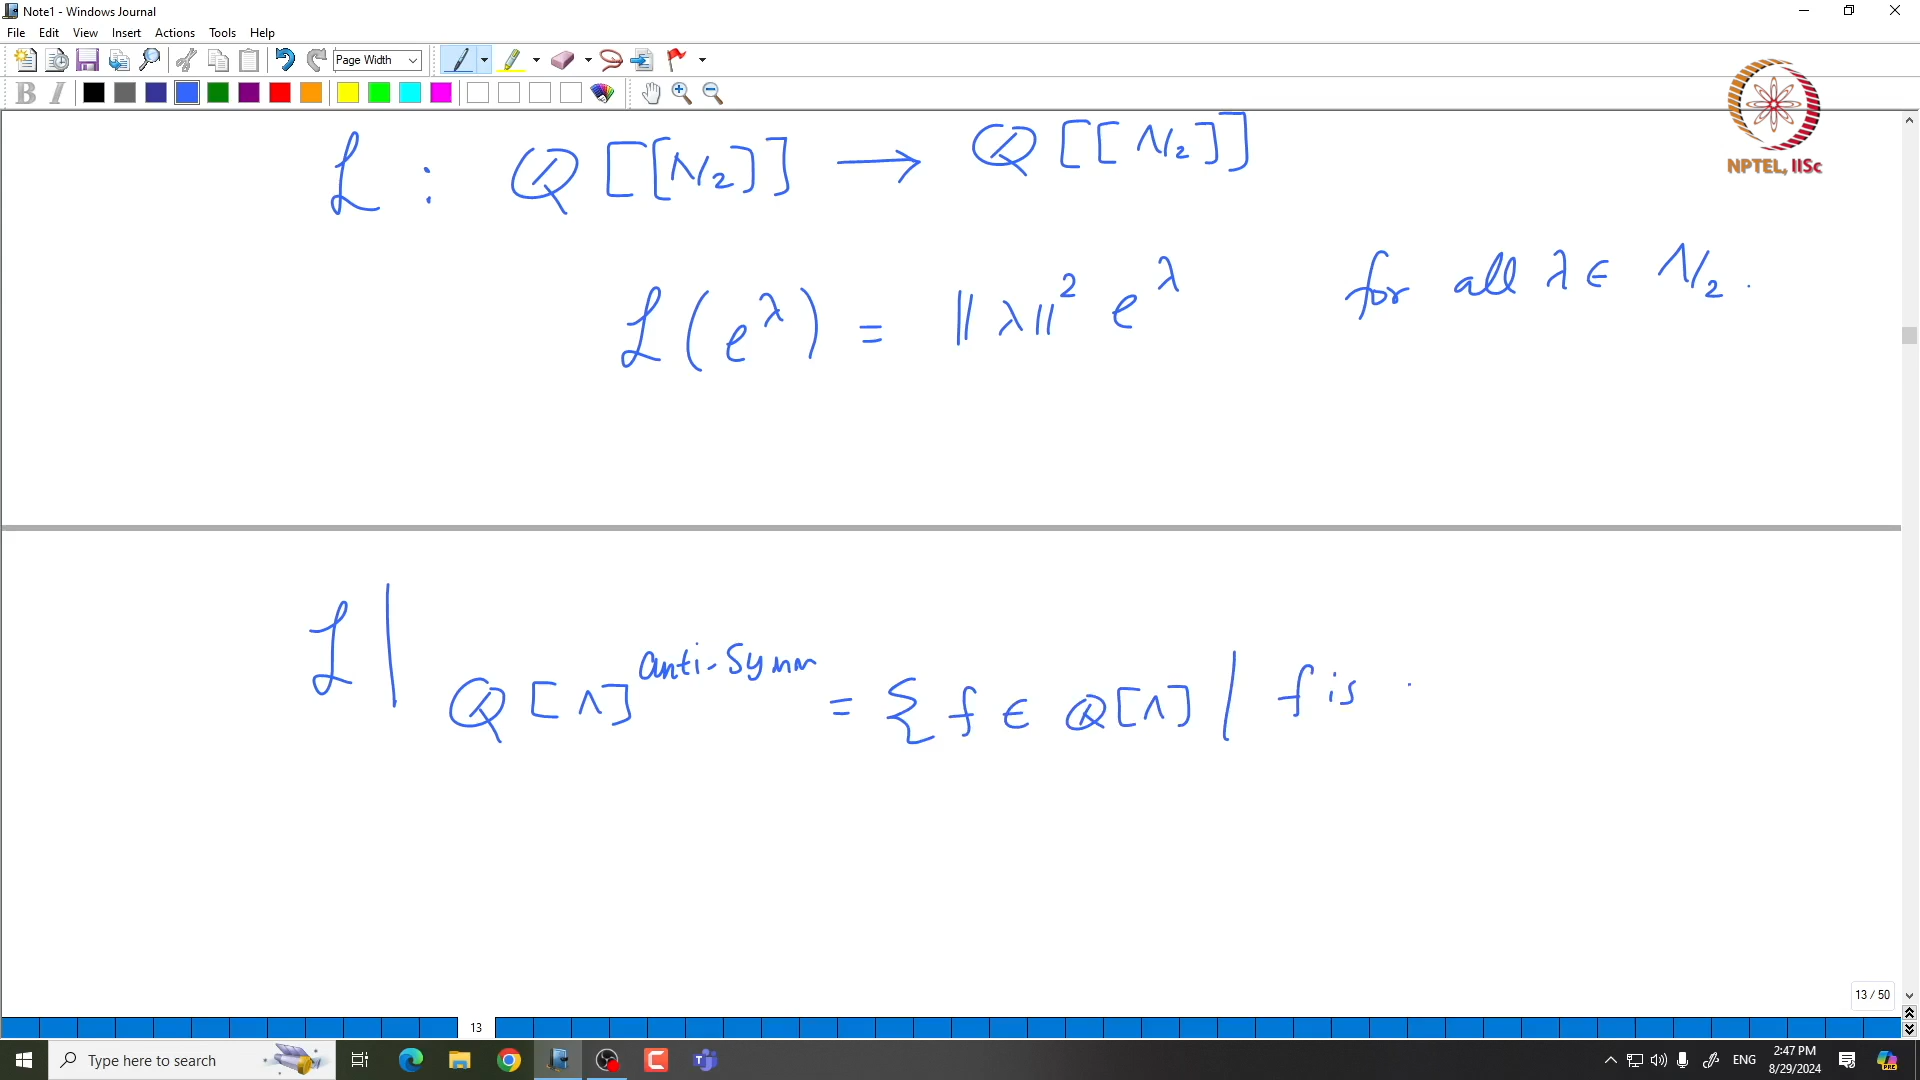 Note1 - Windows Journal
File Edit View Insert Actions Tools Help
Page Width
B I
NPTEL, IISc
ℒ : ℚ [[Λ/2]] → ℚ [[Λ/2]]
ℒ(e^λ) = ||λ||² e^λ for all λ ∈ Λ/2.
ℒ| ℚ[Λ]^anti-symm = { f ∈ ℚ[Λ] | f is
13 / 50
13
Type here to search
ENG
2:47 PM
8/29/2024